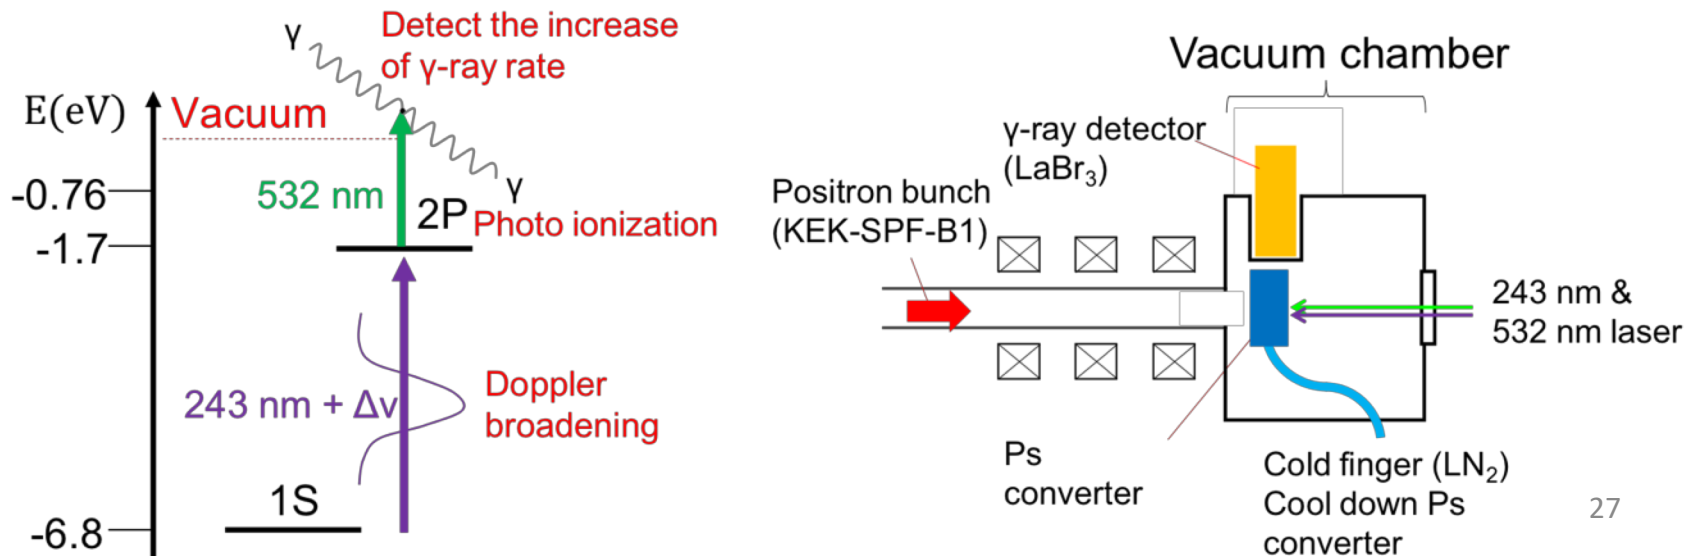 γ
Detect the increase
of γ-ray rate
E(eV)
Vacuum
-0.76
532 nm
γ
2P
Photo ionization
-1.7
243 nm + Δν
Doppler
broadening
1S
-6.8
Vacuum chamber
γ-ray detector
(LaBr₃)
Positron bunch
(KEK-SPF-B1)
243 nm &
532 nm laser
Ps
converter
Cold finger (LN₂)
Cool down Ps
converter
27